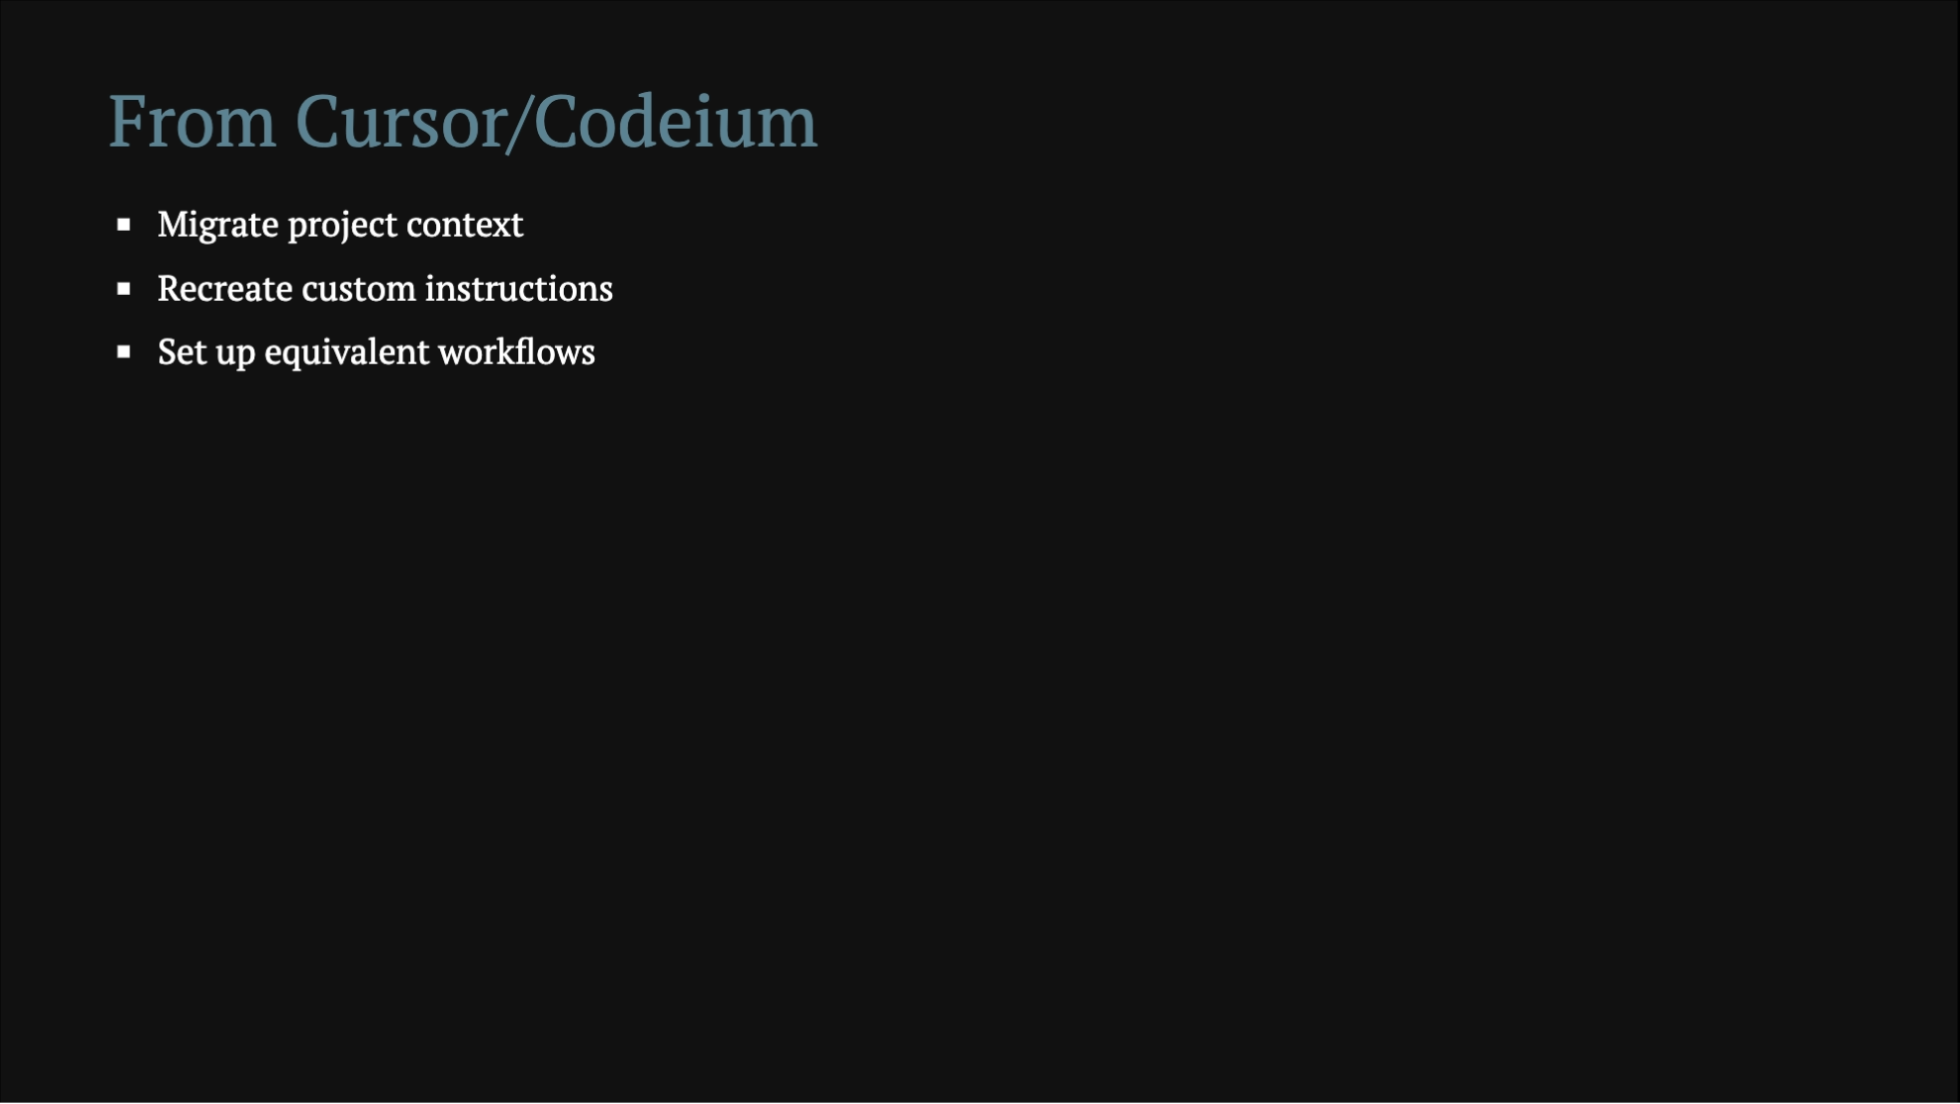 From Cursor/Codeium
▪ Migrate project context
▪ Recreate custom instructions
▪ Set up equivalent workflows